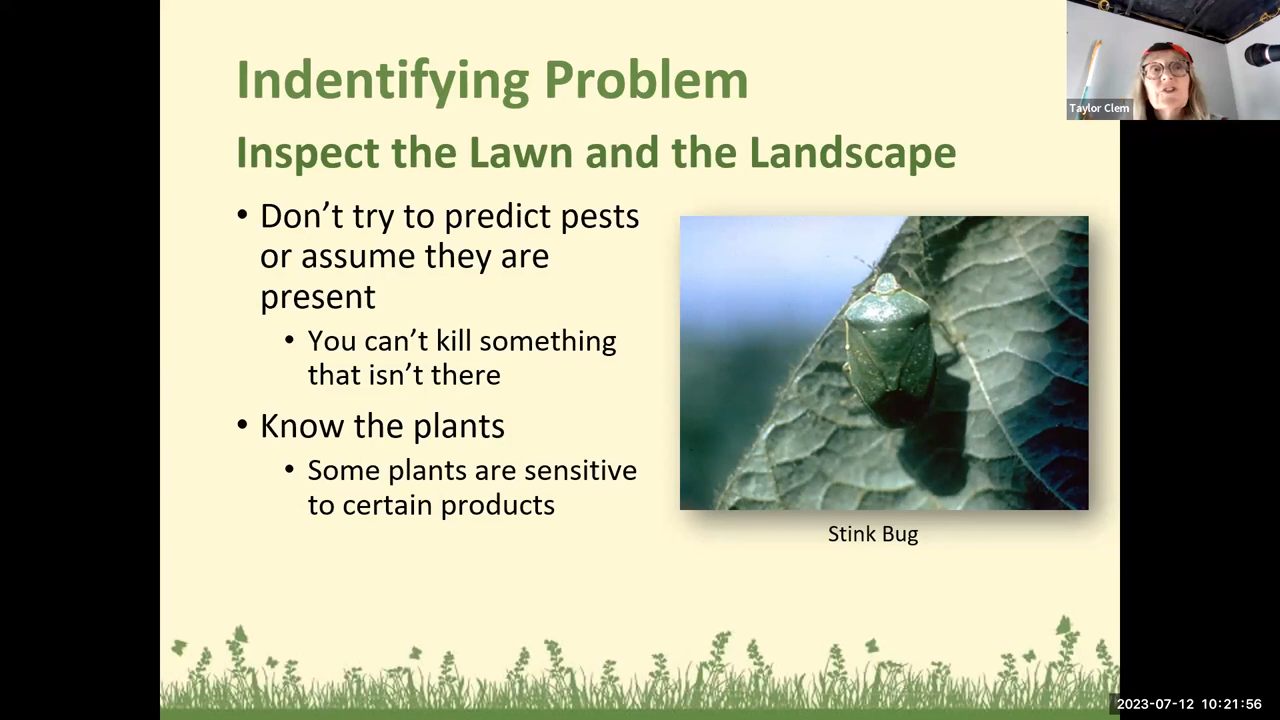 Indentifying Problem
Inspect the Lawn and the Landscape
• Don’t try to predict pests
or assume they are
present
• You can’t kill something
that isn’t there
• Know the plants
• Some plants are sensitive
to certain products
Stink Bug
Taylor Clem
2023-07-12 10:21:56